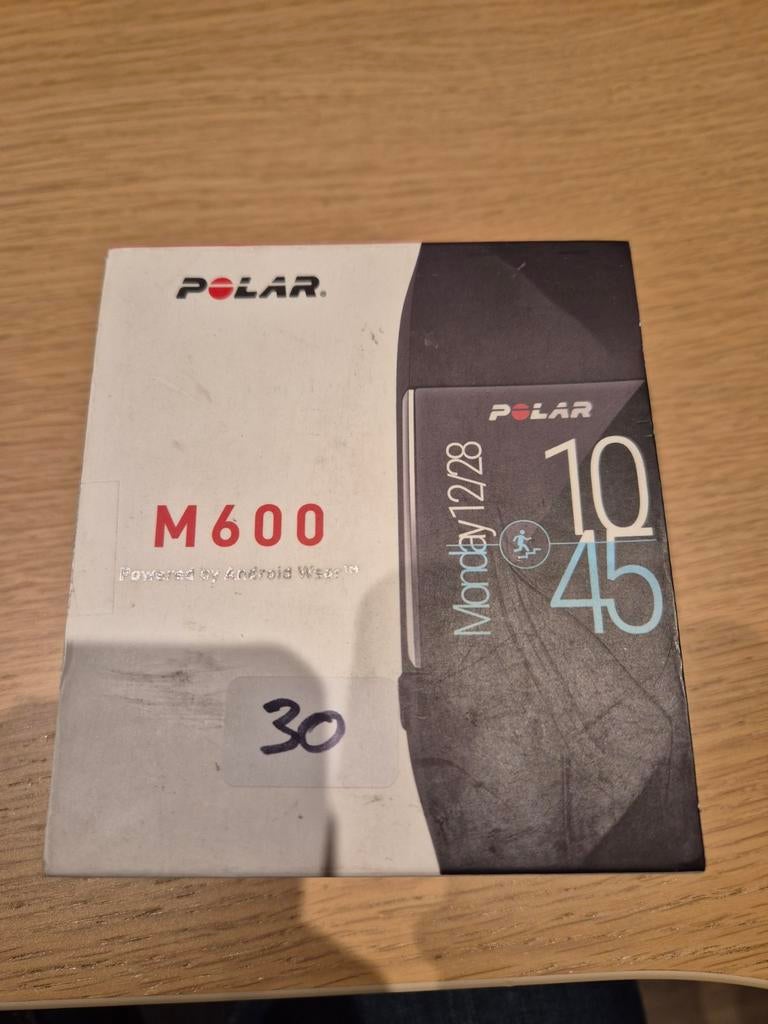 POLAR®
M600
Powered by Android Wear™
30
POLAR
Monday 12/28
10
45